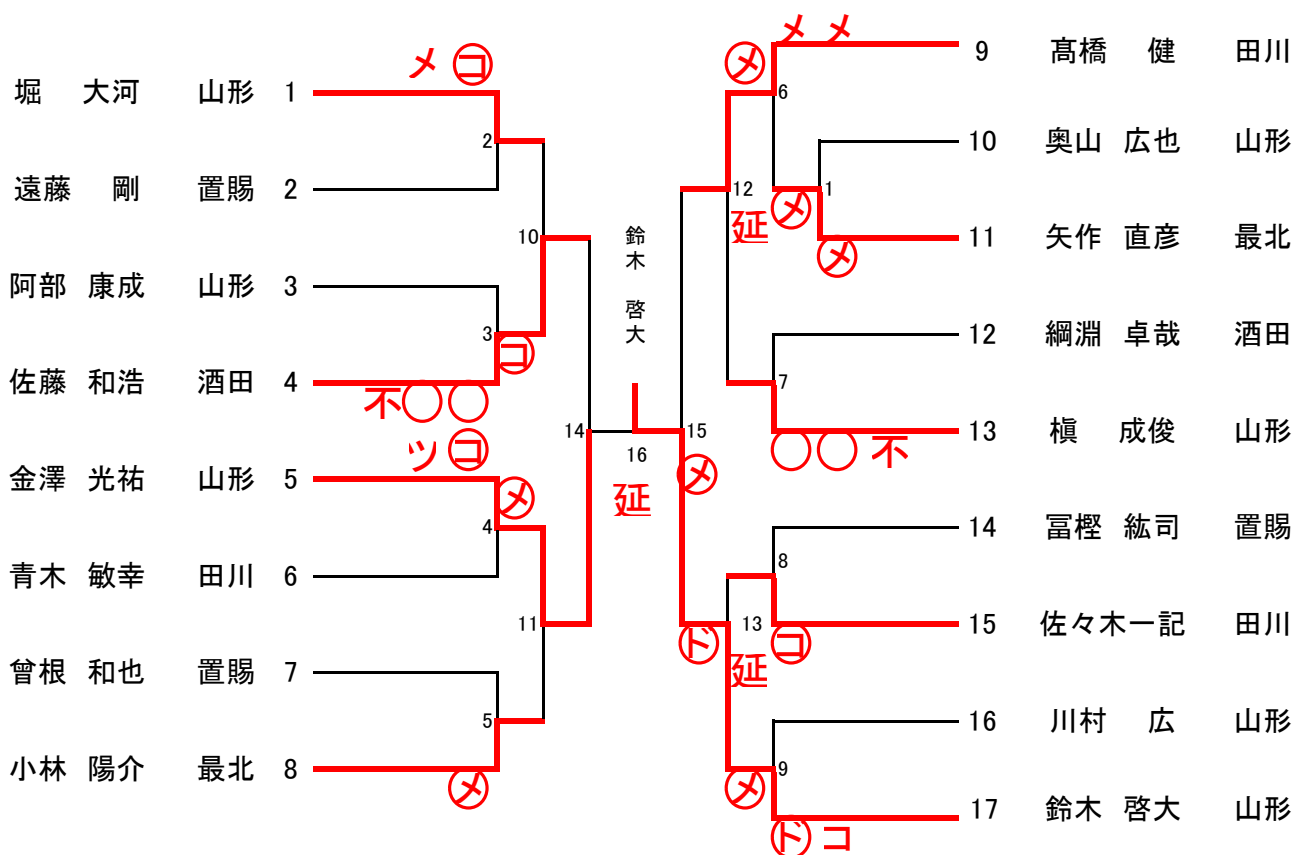 堀 大河 山形 1
遠藤 剛 置賜 2
阿部 康成 山形 3
佐藤 和浩 酒田 4
金澤 光祐 山形 5
青木 敏幸 田川 6
曾根 和也 置賜 7
小林 陽介 最北 8
メ コ
2
10
3
コ
不○○
ツ コ
メ
4
11
5
メ
14
鈴木 啓大
16
延
15
メ
メ
メメ
6
12
延
メ
1
メ
7
○○不
8
13
延
ド
コ
メ
9
ド コ
9 髙橋 健 田川
10 奥山 広也 山形
11 矢作 直彦 最北
12 綱淵 卓哉 酒田
13 槇 成俊 山形
14 冨樫 紘司 置賜
15 佐々木一記 田川
16 川村 広 山形
17 鈴木 啓大 山形